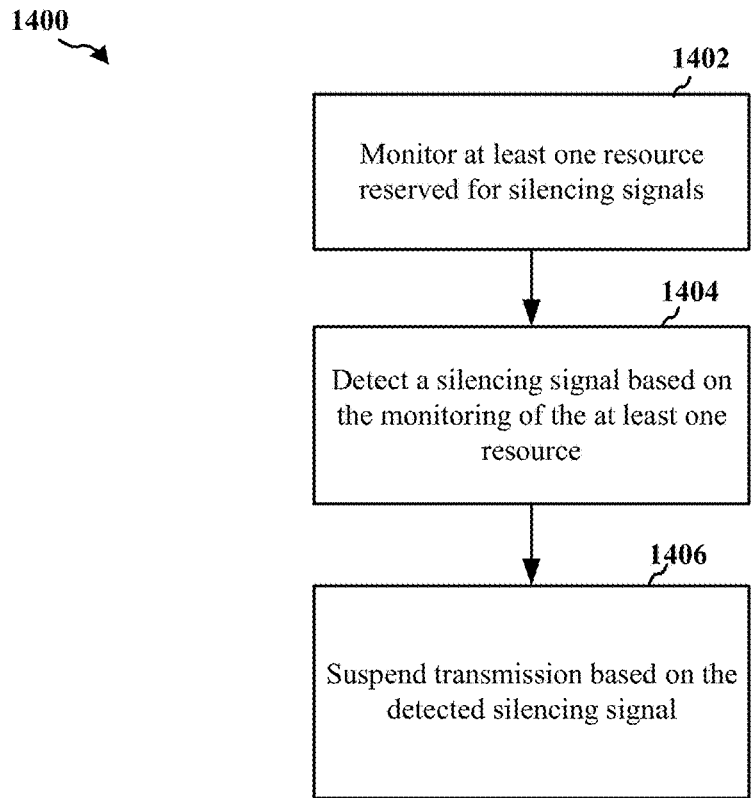 1400
1402
Monitor at least one resource
reserved for silencing signals
1404
Detect a silencing signal based on
the monitoring of the at least one
resource
1406
Suspend transmission based on the
detected silencing signal